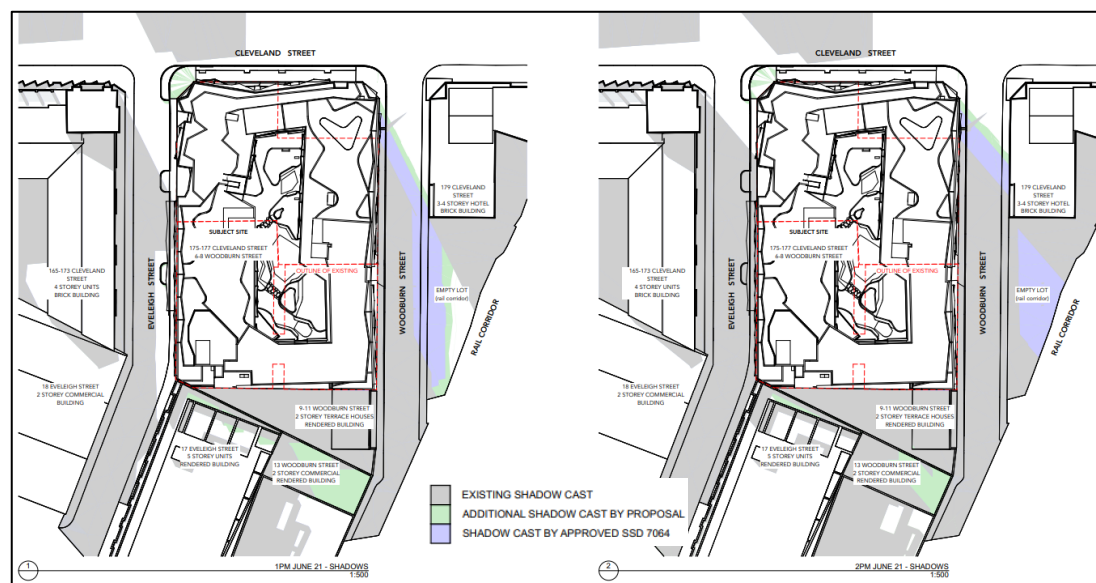 CLEVELAND STREET
179 CLEVELAND
STREET
3-4 STOREY HOTEL
BRICK BUILDING
SUBJECT SITE
175-177 CLEVELAND STREET
6-8 WOODBURN STREET
OUTLINE OF EXISTING
165-173 CLEVELAND
STREET
4 STOREY UNITS
BRICK BUILDING
EVELEIGH STREET
WOODBURN STREET
EMPTY LOT
(rail corridor)
RAIL CORRIDOR
18 EVELEIGH STREET
2 STOREY COMMERCIAL
BUILDING
9-11 WOODBURN STREET
2 STOREY TERRACE HOUSES
RENDERED BUILDING
17 EVELEIGH STREET
5 STOREY UNITS
RENDERED BUILDING
13 WOODBURN STREET
2 STOREY COMMERCIAL
RENDERED BUILDING
1
1PM JUNE 21 - SHADOWS
1:500
EXISTING SHADOW CAST
ADDITIONAL SHADOW CAST BY PROPOSAL
SHADOW CAST BY APPROVED SSD 7064
CLEVELAND STREET
179 CLEVELAND
STREET
3-4 STOREY HOTEL
BRICK BUILDING
SUBJECT SITE
175-177 CLEVELAND STREET
6-8 WOODBURN STREET
OUTLINE OF EXISTING
165-173 CLEVELAND
STREET
4 STOREY UNITS
BRICK BUILDING
EVELEIGH STREET
WOODBURN STREET
EMPTY LOT
(rail corridor)
RAIL CORRIDOR
18 EVELEIGH STREET
2 STOREY COMMERCIAL
BUILDING
9-11 WOODBURN STREET
2 STOREY TERRACE HOUSES
RENDERED BUILDING
17 EVELEIGH STREET
5 STOREY UNITS
RENDERED BUILDING
13 WOODBURN STREET
2 STOREY COMMERCIAL
RENDERED BUILDING
2
2PM JUNE 21 - SHADOWS
1:500